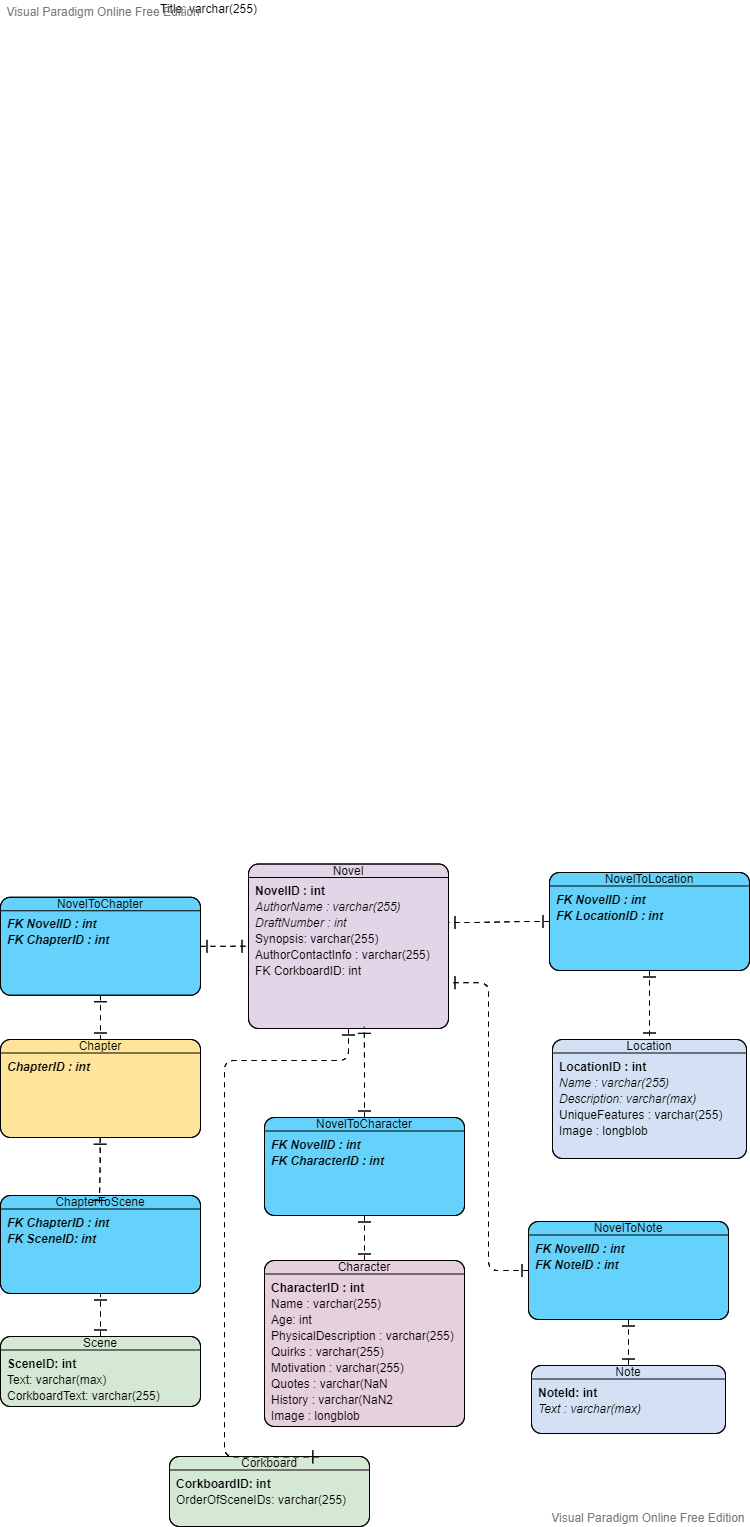 Visual Paradigm Online Free Edition
Title: varchar(255)
Novel
NovelID : int
AuthorName : varchar(255)
DraftNumber : int
Synopsis: varchar(255)
AuthorContactInfo : varchar(255)
FK CorkboardID: int
NovelToLocation
FK NovelID : int
FK LocationID : int
NovelToChapter
FK NovelID : int
FK ChapterID : int
Chapter
ChapterID : int
Location
LocationID : int
Name : varchar(255)
Description: varchar(max)
UniqueFeatures : varchar(255)
Image : longblob
NovelToCharacter
FK NovelID : int
FK CharacterID : int
ChapterToScene
FK ChapterID : int
FK SceneID: int
NovelToNote
FK NovelID : int
FK NoteID : int
Character
CharacterID : int
Name : varchar(255)
Age: int
PhysicalDescription : varchar(255)
Quirks : varchar(255)
Motivation : varchar(255)
Quotes : varchar(NaN
History : varchar(NaN2
Image : longblob
Scene
SceneID: int
Text: varchar(max)
CorkboardText: varchar(255)
Note
NoteId: int
Text : varchar(max)
Corkboard
CorkboardID: int
OrderOfSceneIDs: varchar(255)
Visual Paradigm Online Free Edition